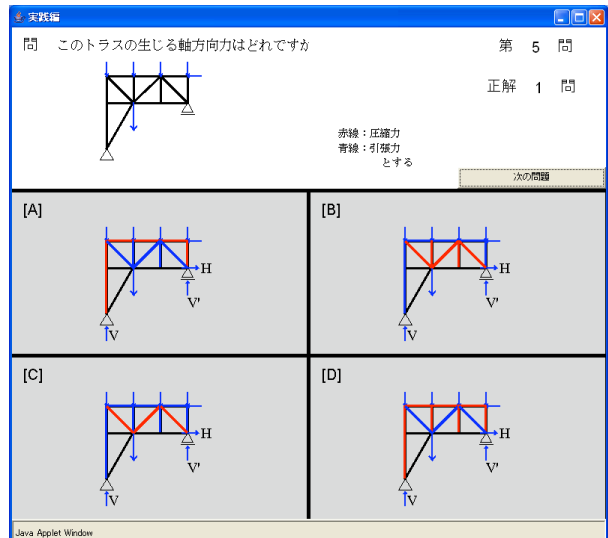 実践編
問 このトラスの生じる軸方向力はどれですか
第 5 問
正解 1 問
赤線：圧縮力
青線：引張力
とする
次の問題
[A]
H
V'
V
[B]
H
V'
V
[C]
H
V'
V
[D]
H
V'
V
Java Applet Window